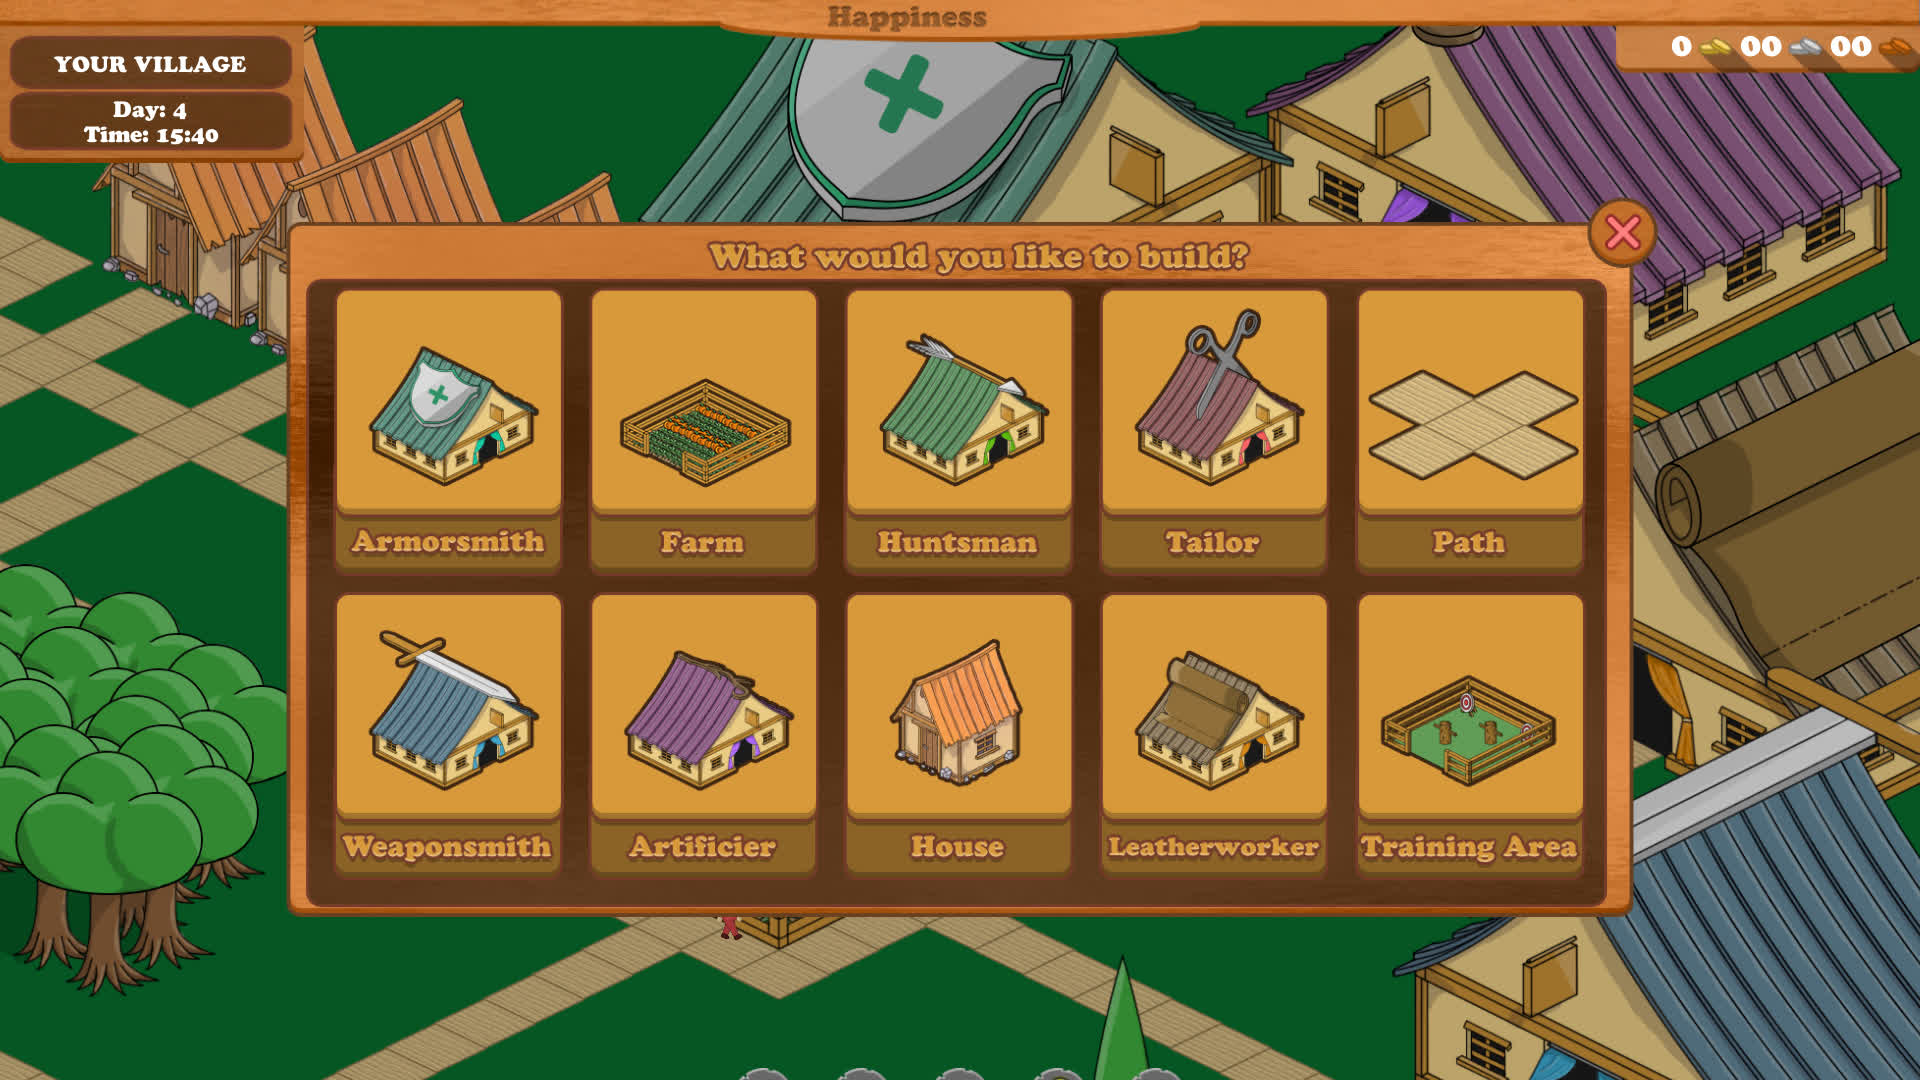 Happiness
YOUR VILLAGE
Day: 4
Time: 15:40
0 00 00
What would you like to build?
Armorsmith
Farm
Huntsman
Tailor
Path
Weaponsmith
Artificier
House
Leatherworker
Training Area